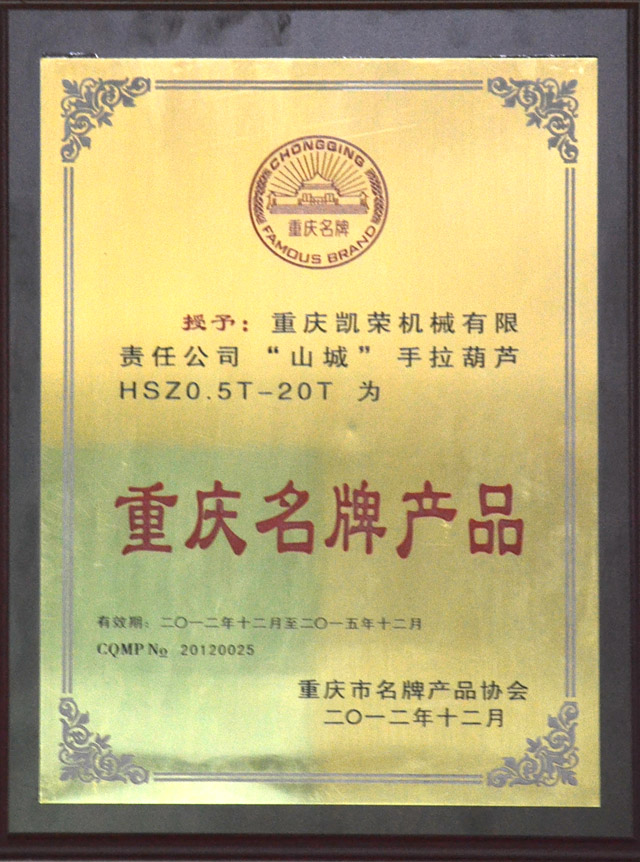 CHONGQING
重庆名牌
FAMOUS BRAND
授予：重庆凯荣机械有限
责任公司“山城”手拉葫芦
HSZ0.5T-20T 为
重庆名牌产品
有效期：二〇一二年十二月至二〇一五年十二月
CQMP No 20120025
重庆市名牌产品协会
二〇一二年十二月